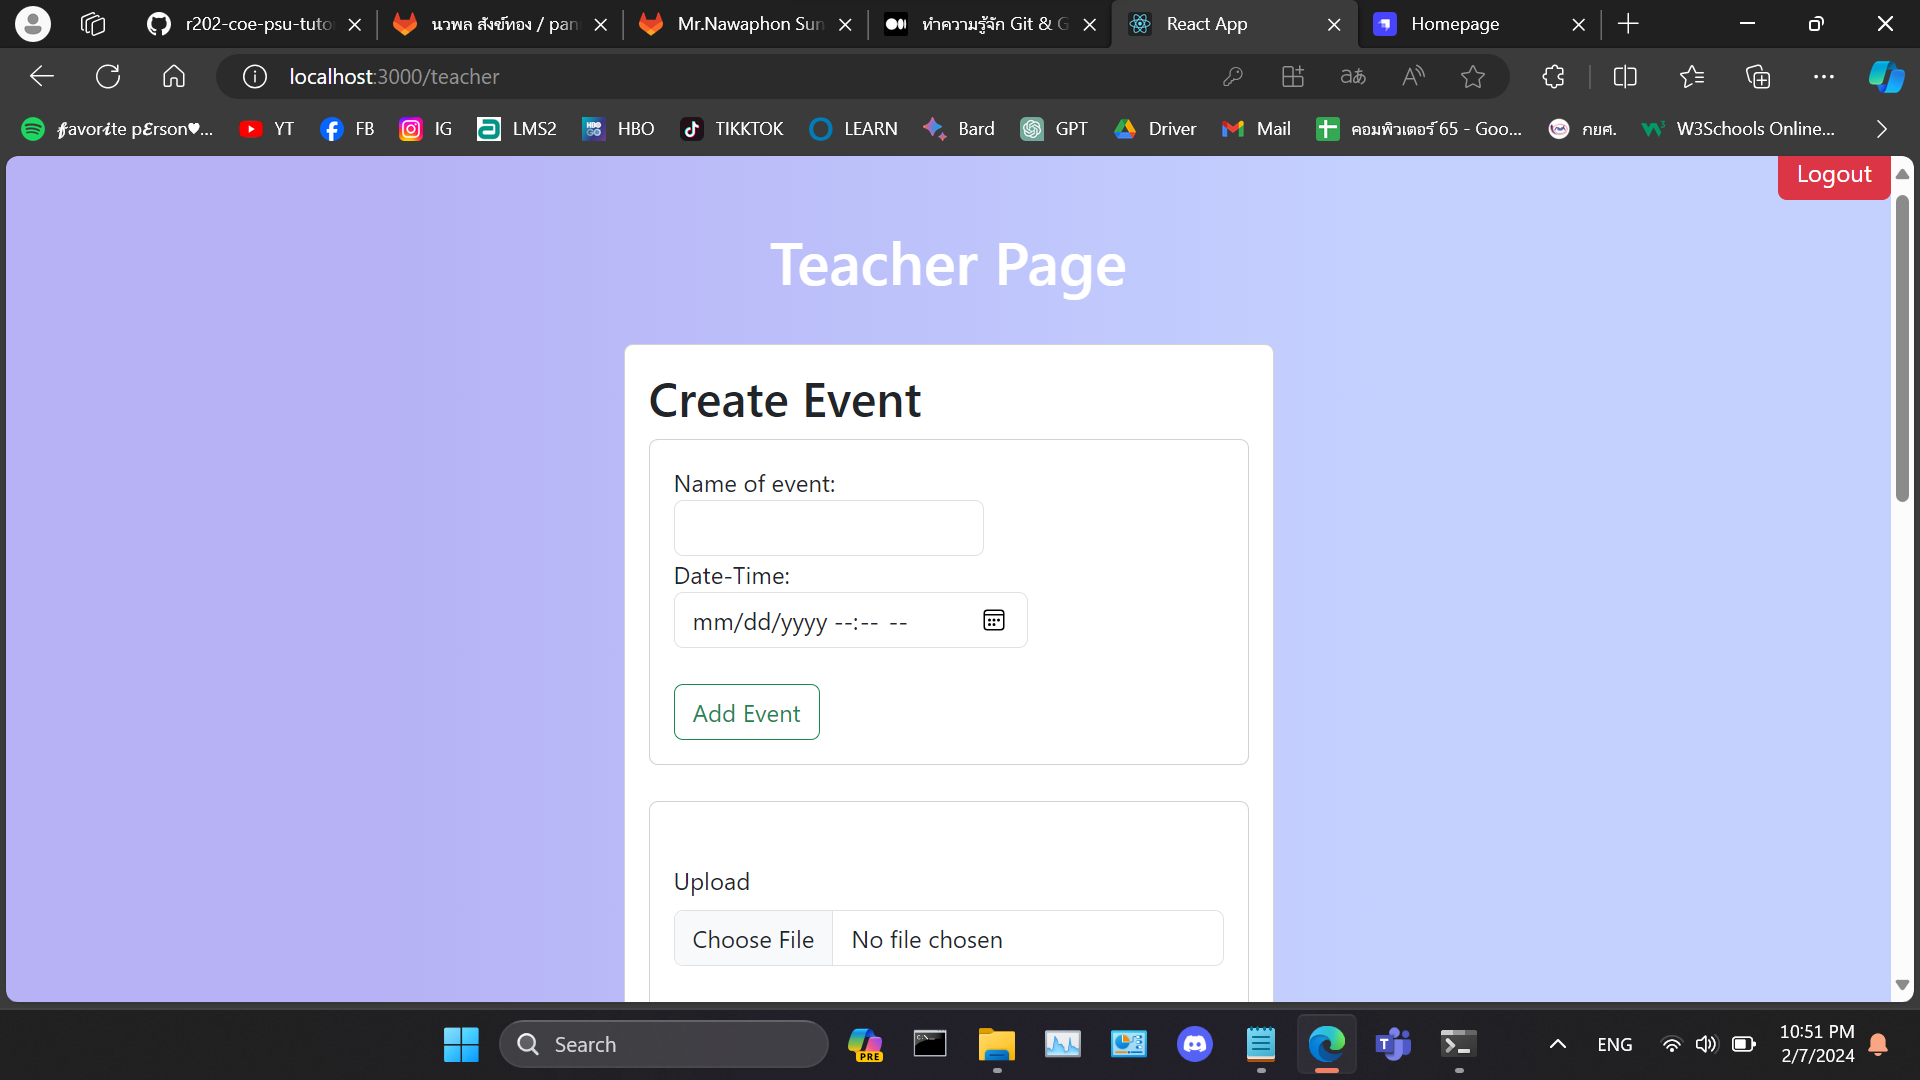 r202-coe-psu-tuto
นวพล สังข์ทอง / pan
Mr.Nawaphon Sun
ทำความรู้จัก Git & G
React App
Homepage
localhost:3000/teacher
𝒇avor𝒊te p𝑬rson♥...
YT
FB
IG
LMS2
HBO
TIKKTOK
LEARN
Bard
GPT
Driver
Mail
คอมพิวเตอร์ 65 - Goo...
กยศ.
W3Schools Online...
Logout
Teacher Page
Create Event
Name of event:
Date-Time:
mm/dd/yyyy --:-- --
Add Event
Upload
Choose File
No file chosen
Search
PRE
ENG
10:51 PM
2/7/2024